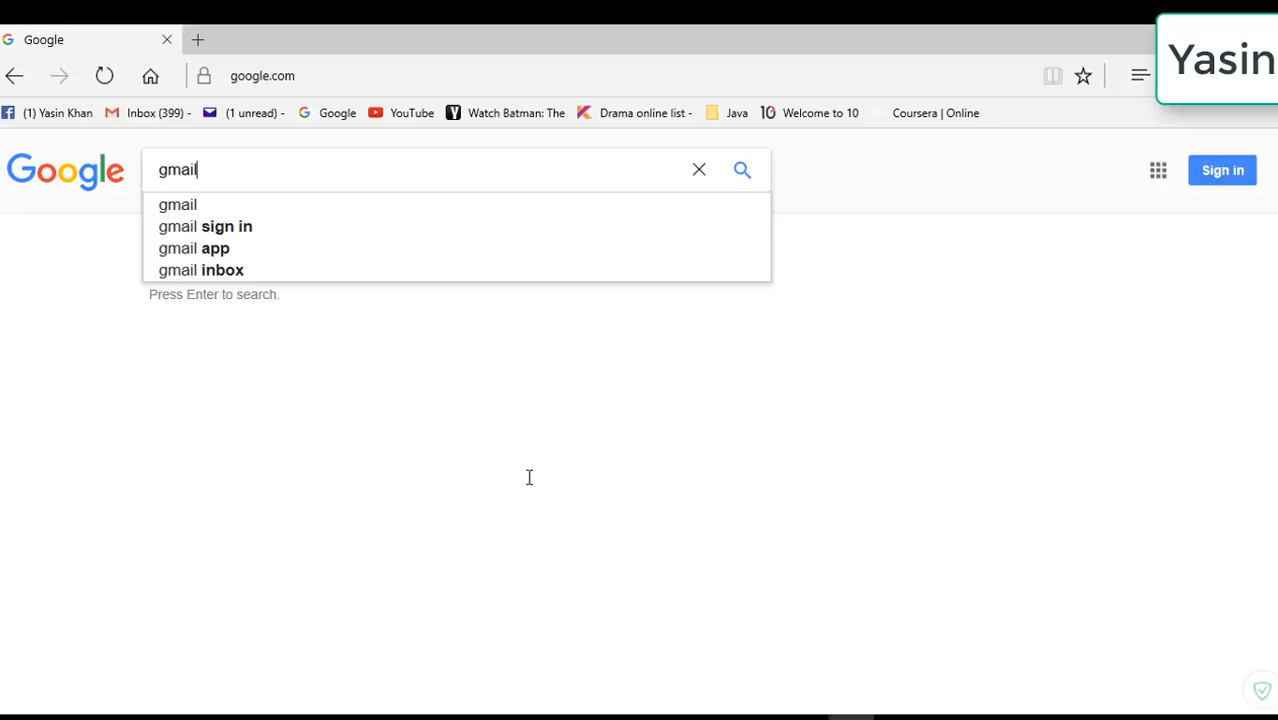 Google
Yasin
google.com
(1) Yasin Khan
Inbox (399) -
(1 unread) -
Google
YouTube
Watch Batman: The
Drama online list -
Java
10 Welcome to 10
Coursera | Online
Google
gmail
Sign in
gmail
gmail sign in
gmail app
gmail inbox
Press Enter to search.